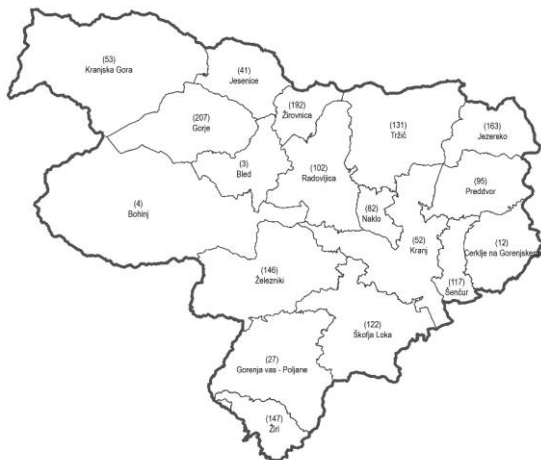 (53)
Kranjska Gora
(41)
Jesenice
(192)
Žirovnica
(207)
Gorje
(131)
Tržič
(163)
Jezersko
(3)
Bled
(102)
Radovljica
(95)
Preddvor
(4)
Bohinj
(82)
Naklo
(52)
Kranj
(12)
Cerklje na Gorenjskem
(146)
Železniki
(117)
Šenčur
(122)
Škofja Loka
(27)
Gorenja vas - Poljane
(147)
Žiri